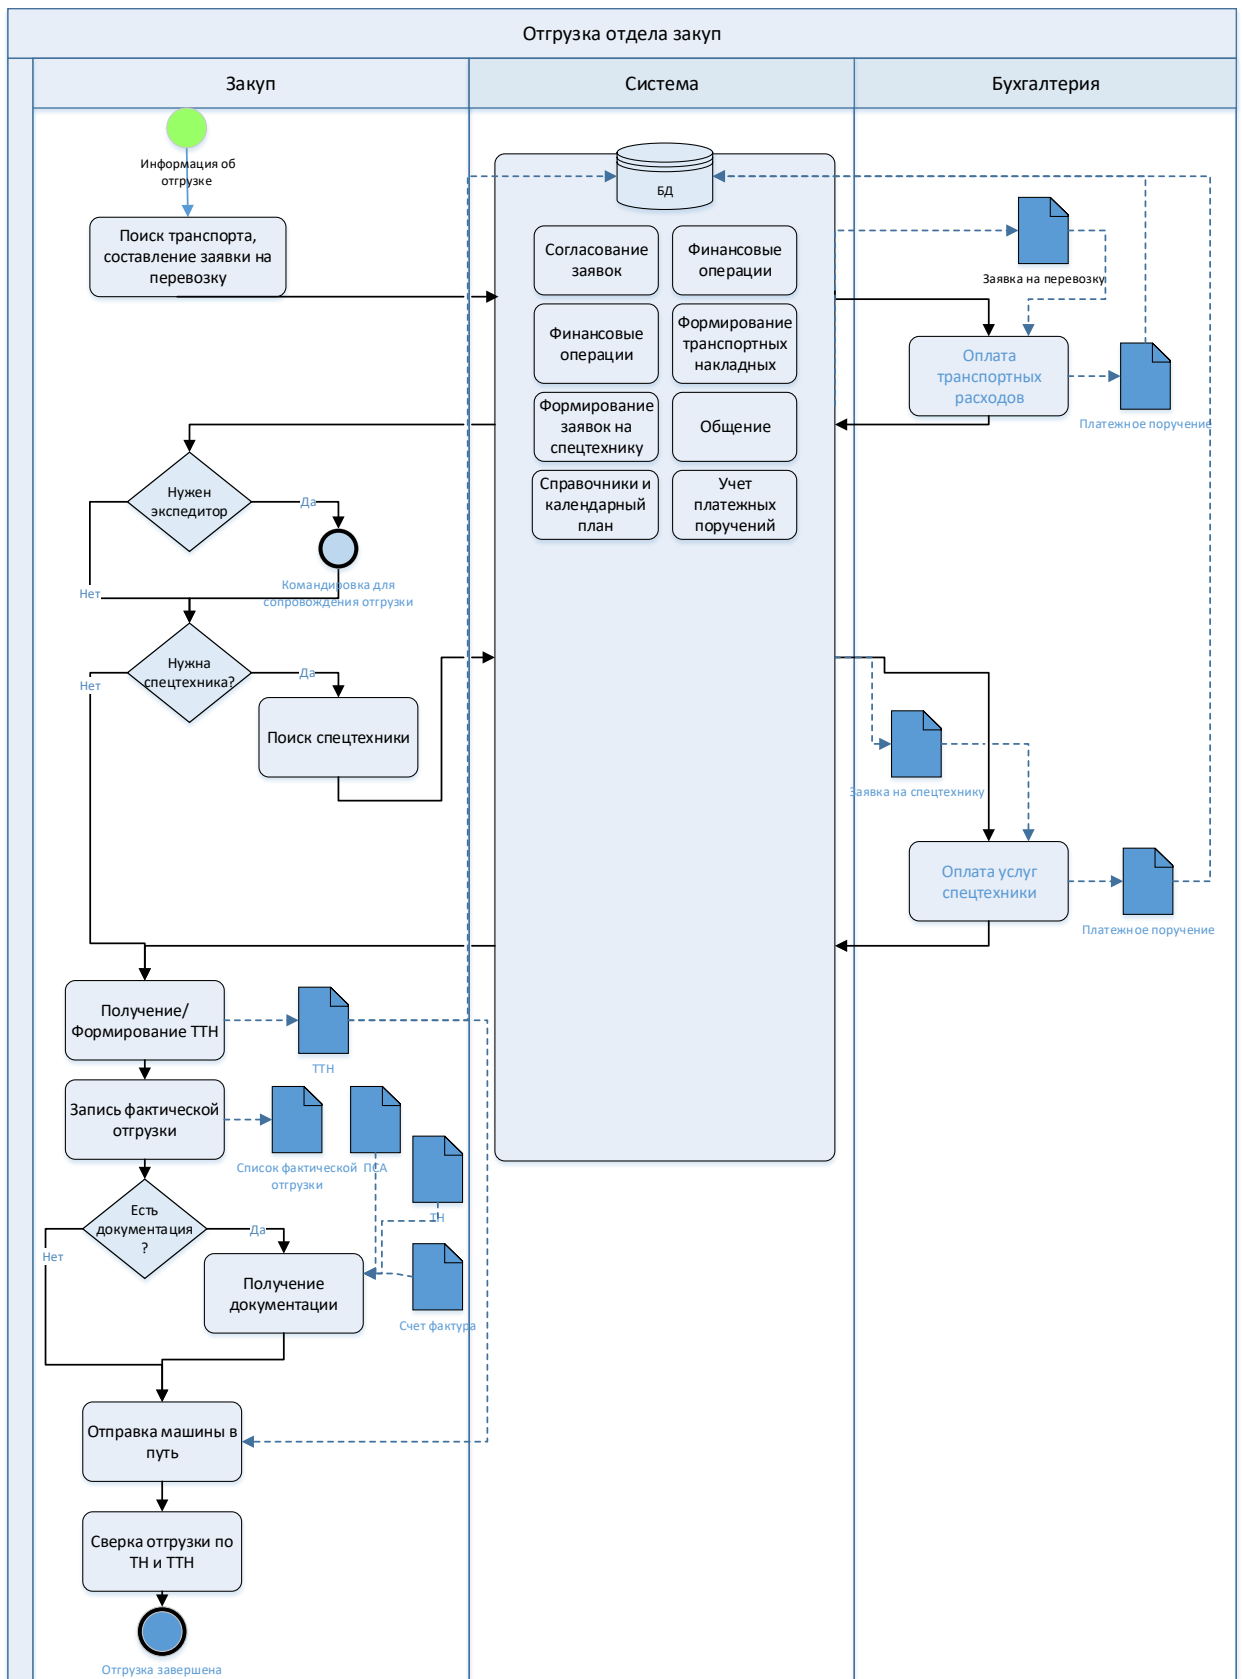 Отгрузка отдела закуп
Закуп
Система
Бухгалтерия
Информация об
отгрузке
БД
Поиск транспорта,
составление заявки на
перевозку
Согласование
заявок
Финансовые
операции
Заявка на перевозку
Финансовые
операции
Формирование
транспортных
накладных
Оплата
транспортных
расходов
Платежное поручение
Формирование
заявок на
спецтехнику
Общение
Нужен
экспедитор
Да
Справочники и
календарный
план
Учет
платежных
поручений
Нет
Командировка для
сопровождения отгрузки
Нужна
спецтехника?
Да
Нет
Поиск спецтехники
Заявка на спецтехнику
Оплата услуг
спецтехники
Платежное поручение
Получение/
Формирование ТТН
ТТН
Запись фактической
отгрузки
Список фактической
отгрузки
ПСА
ТН
Есть
документация
?
Да
Нет
Получение
документации
Счет фактура
Отправка машины в
путь
Сверка отгрузки по
ТН и ТТН
Отгрузка завершена